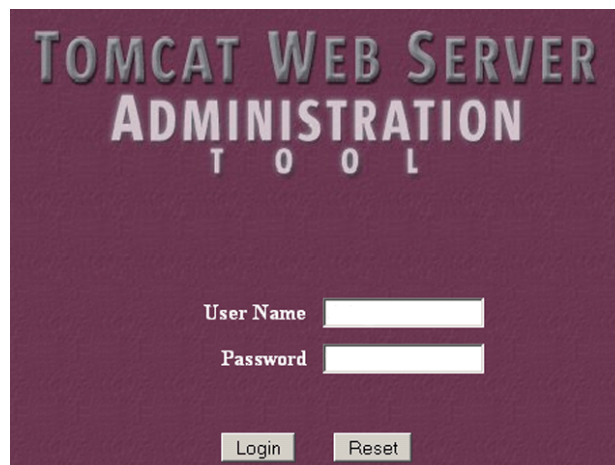 TOMCAT WEB SERVER
ADMINISTRATION
TOOL
User Name
Password
Login Reset